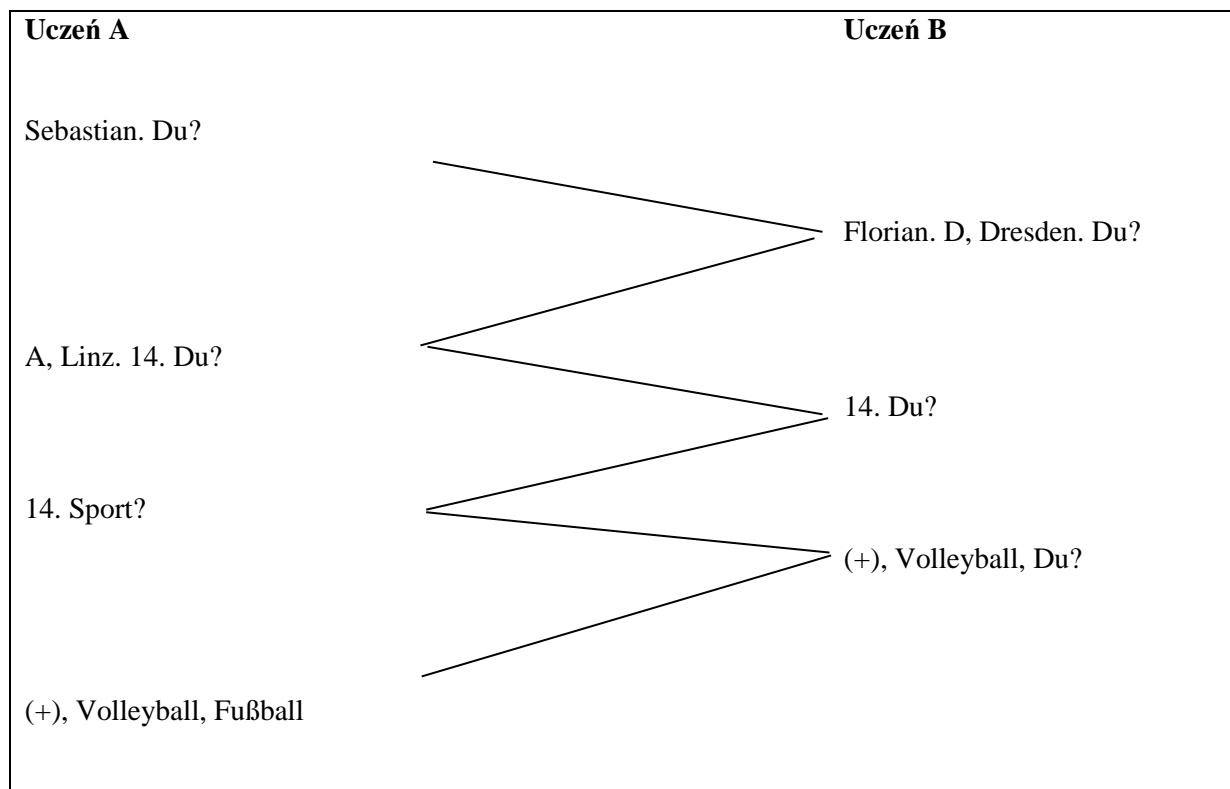 Uczeń A Uczeń B
Sebastian. Du?
Florian. D, Dresden. Du?
A, Linz. 14. Du?
14. Du?
14. Sport?
(+), Volleyball, Du?
(+), Volleyball, Fußball